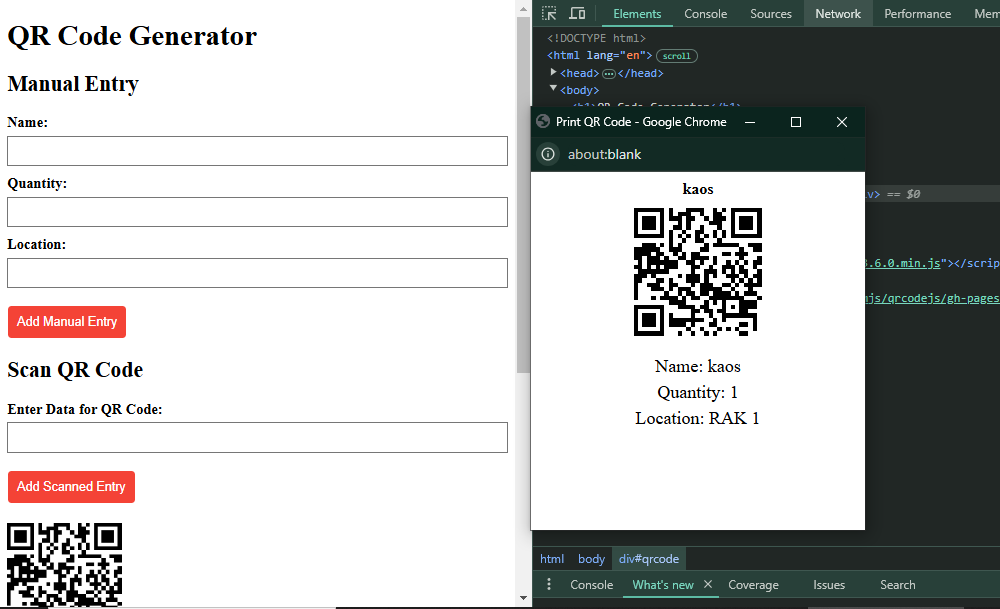 QR Code Generator
Manual Entry
Name:
Quantity:
Location:
Add Manual Entry
Scan QR Code
Enter Data for QR Code:
Add Scanned Entry
Elements Console Sources Network Performance Mem
<!DOCTYPE html>
<html lang="en"> scroll
<head> ... </head>
<body>
<h1>QR Code Generator</h1>
Print QR Code - Google Chrome
about:blank
kaos
Name: kaos
Quantity: 1
Location: RAK 1
iv> == $0
.6.0.min.js"></scrip
js/qrcodejs/gh-pages
html body div#qrcode
Console What's new Coverage Issues Search